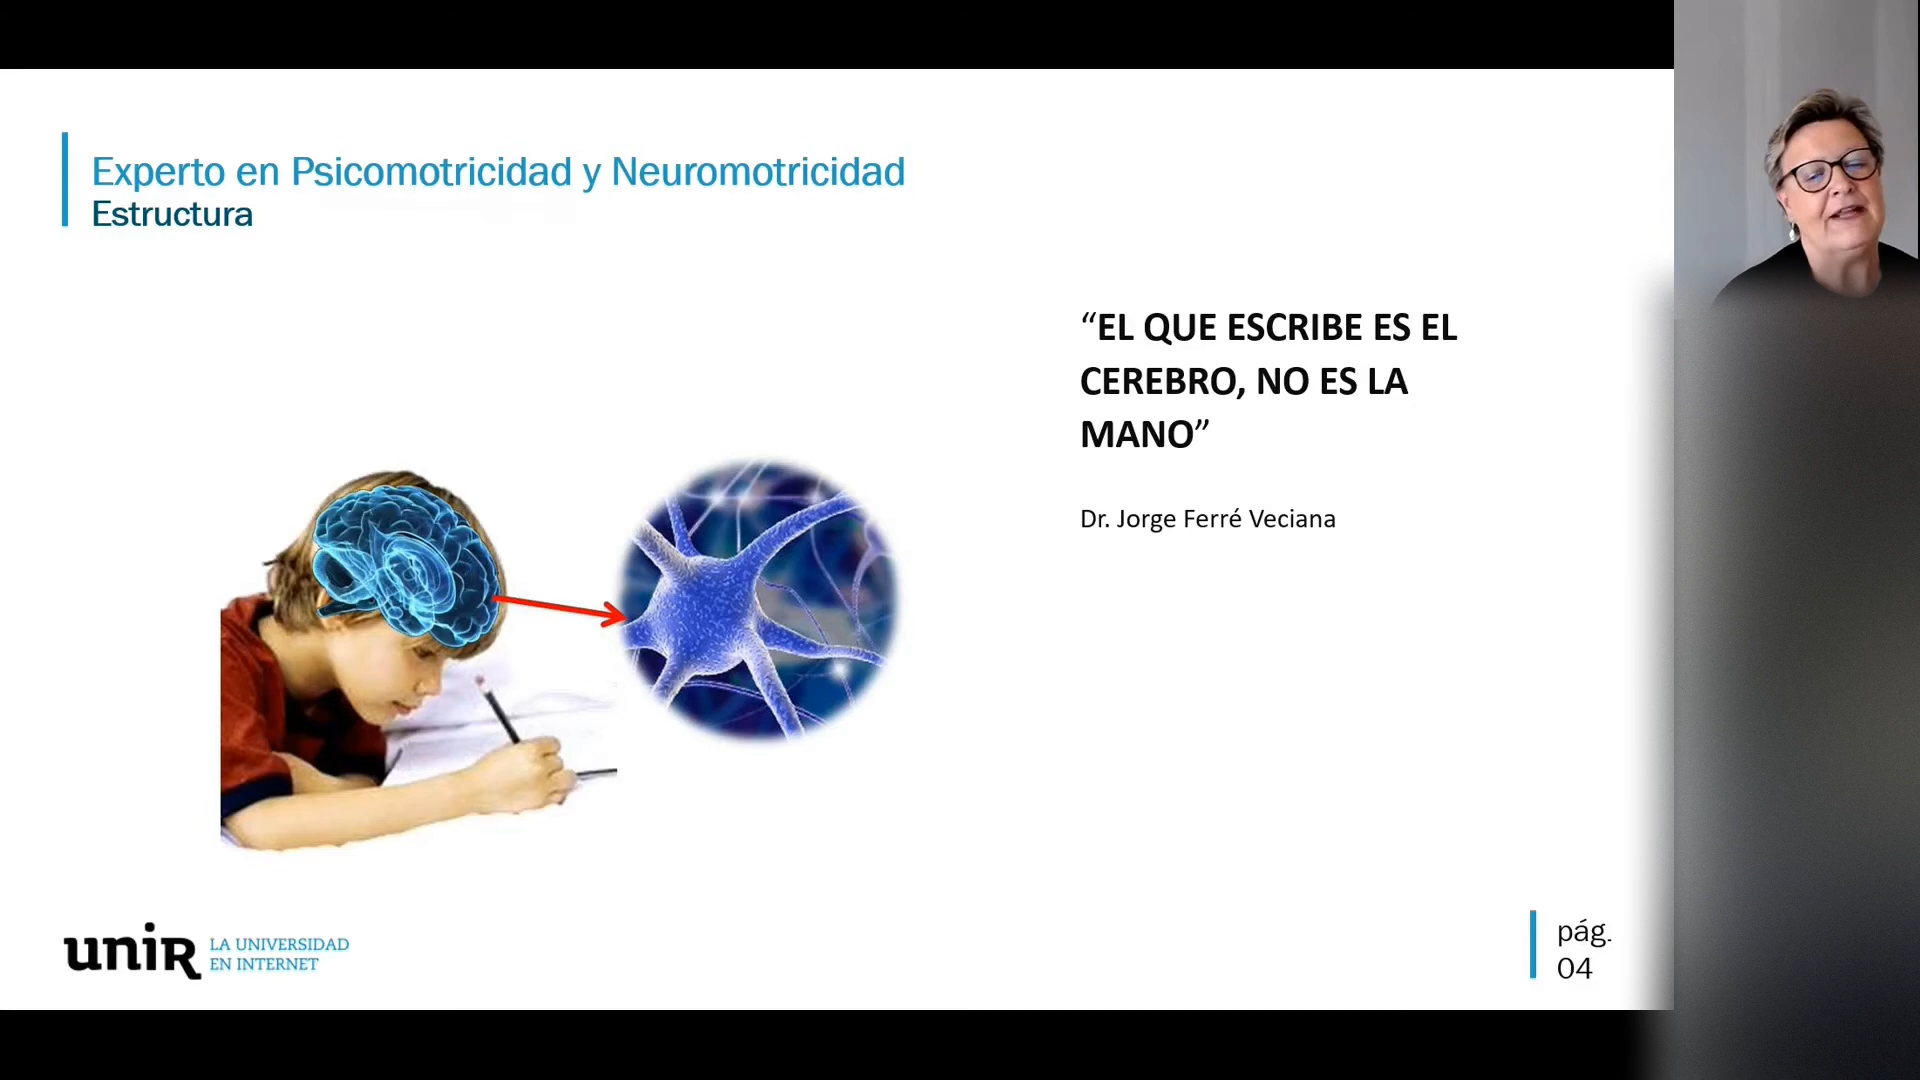 Experto en Psicomotricidad y Neuromotricidad
Estructura
“EL QUE ESCRIBE ES EL
CEREBRO, NO ES LA
MANO”
Dr. Jorge Ferré Veciana
unir LA UNIVERSIDAD
EN INTERNET
pág.
04